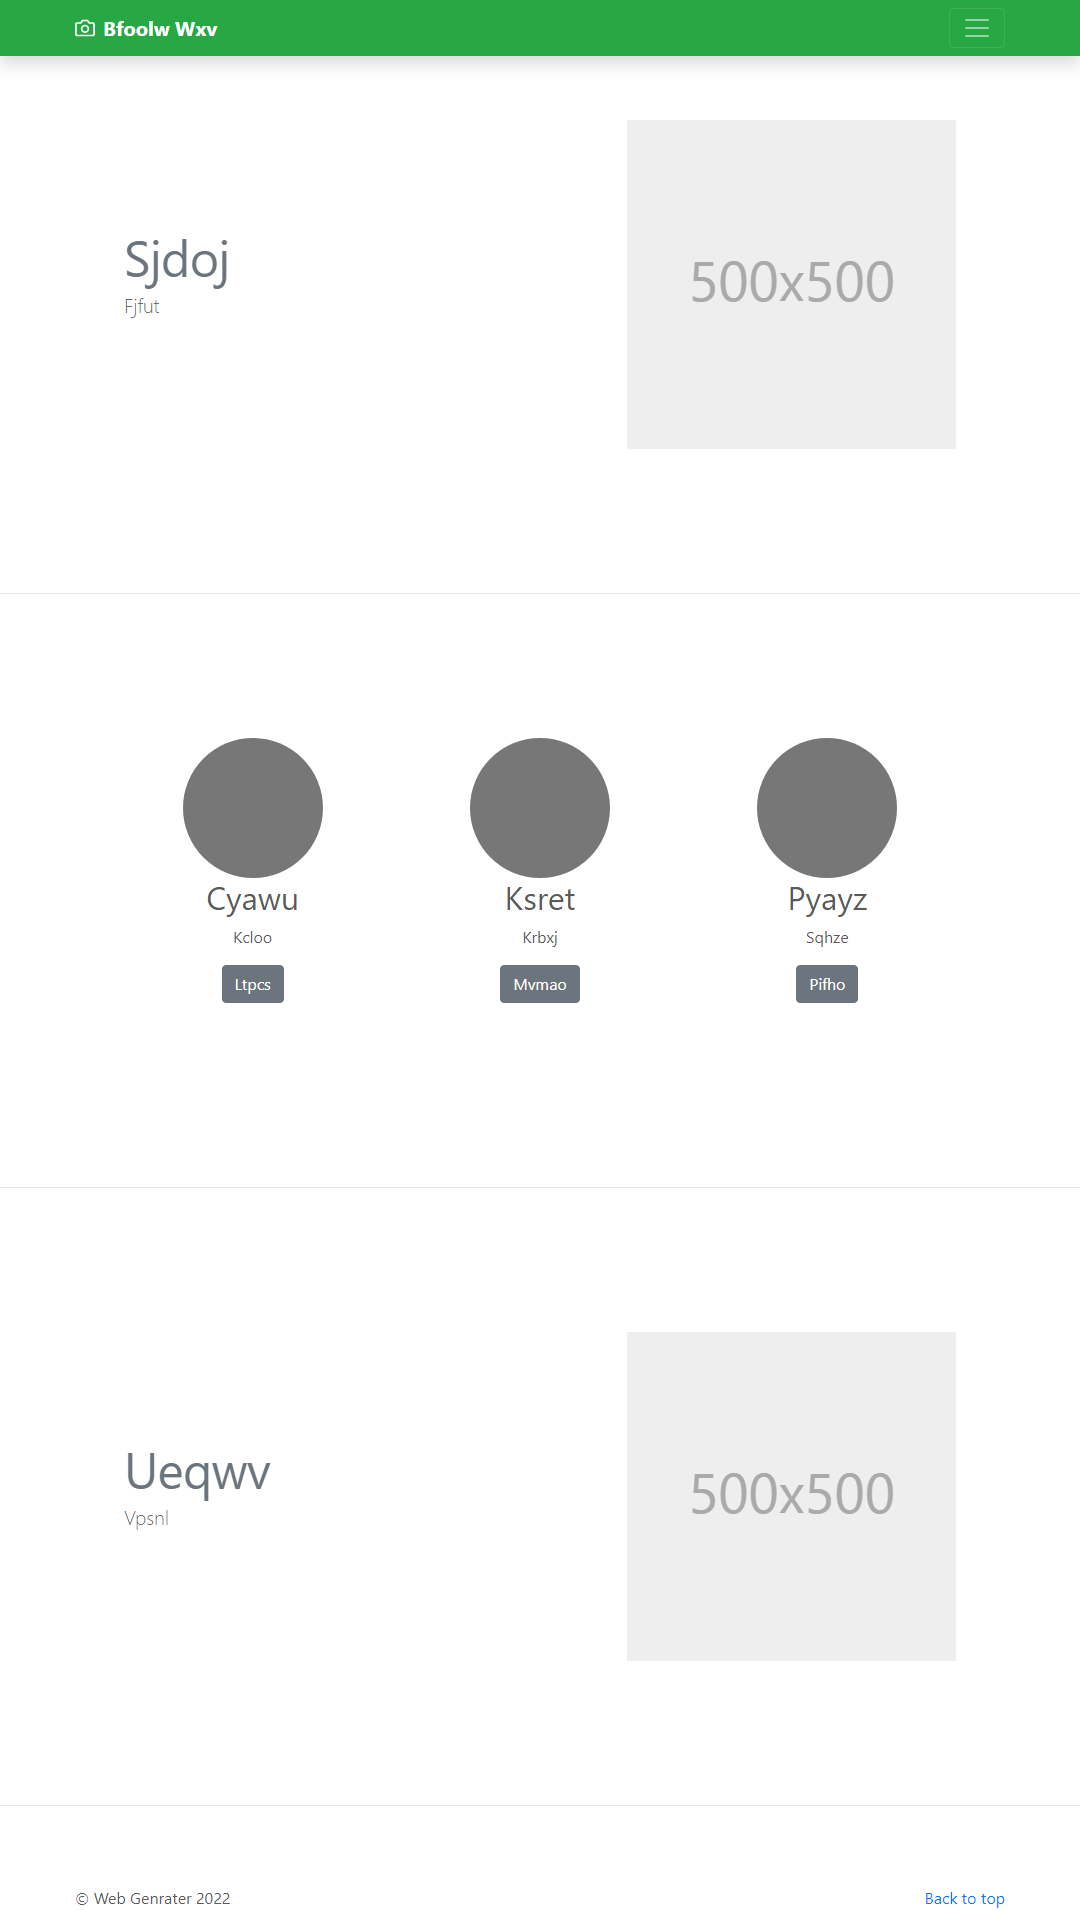 Bfoolw Wxv
Sjdoj
Fjfut
500x500
Cyawu
Kcloo
Ltpcs
Ksret
Krbxj
Mvmao
Pyayz
Sqhze
Pifho
Ueqwv
Vpsnl
500x500
© Web Genrater 2022
Back to top